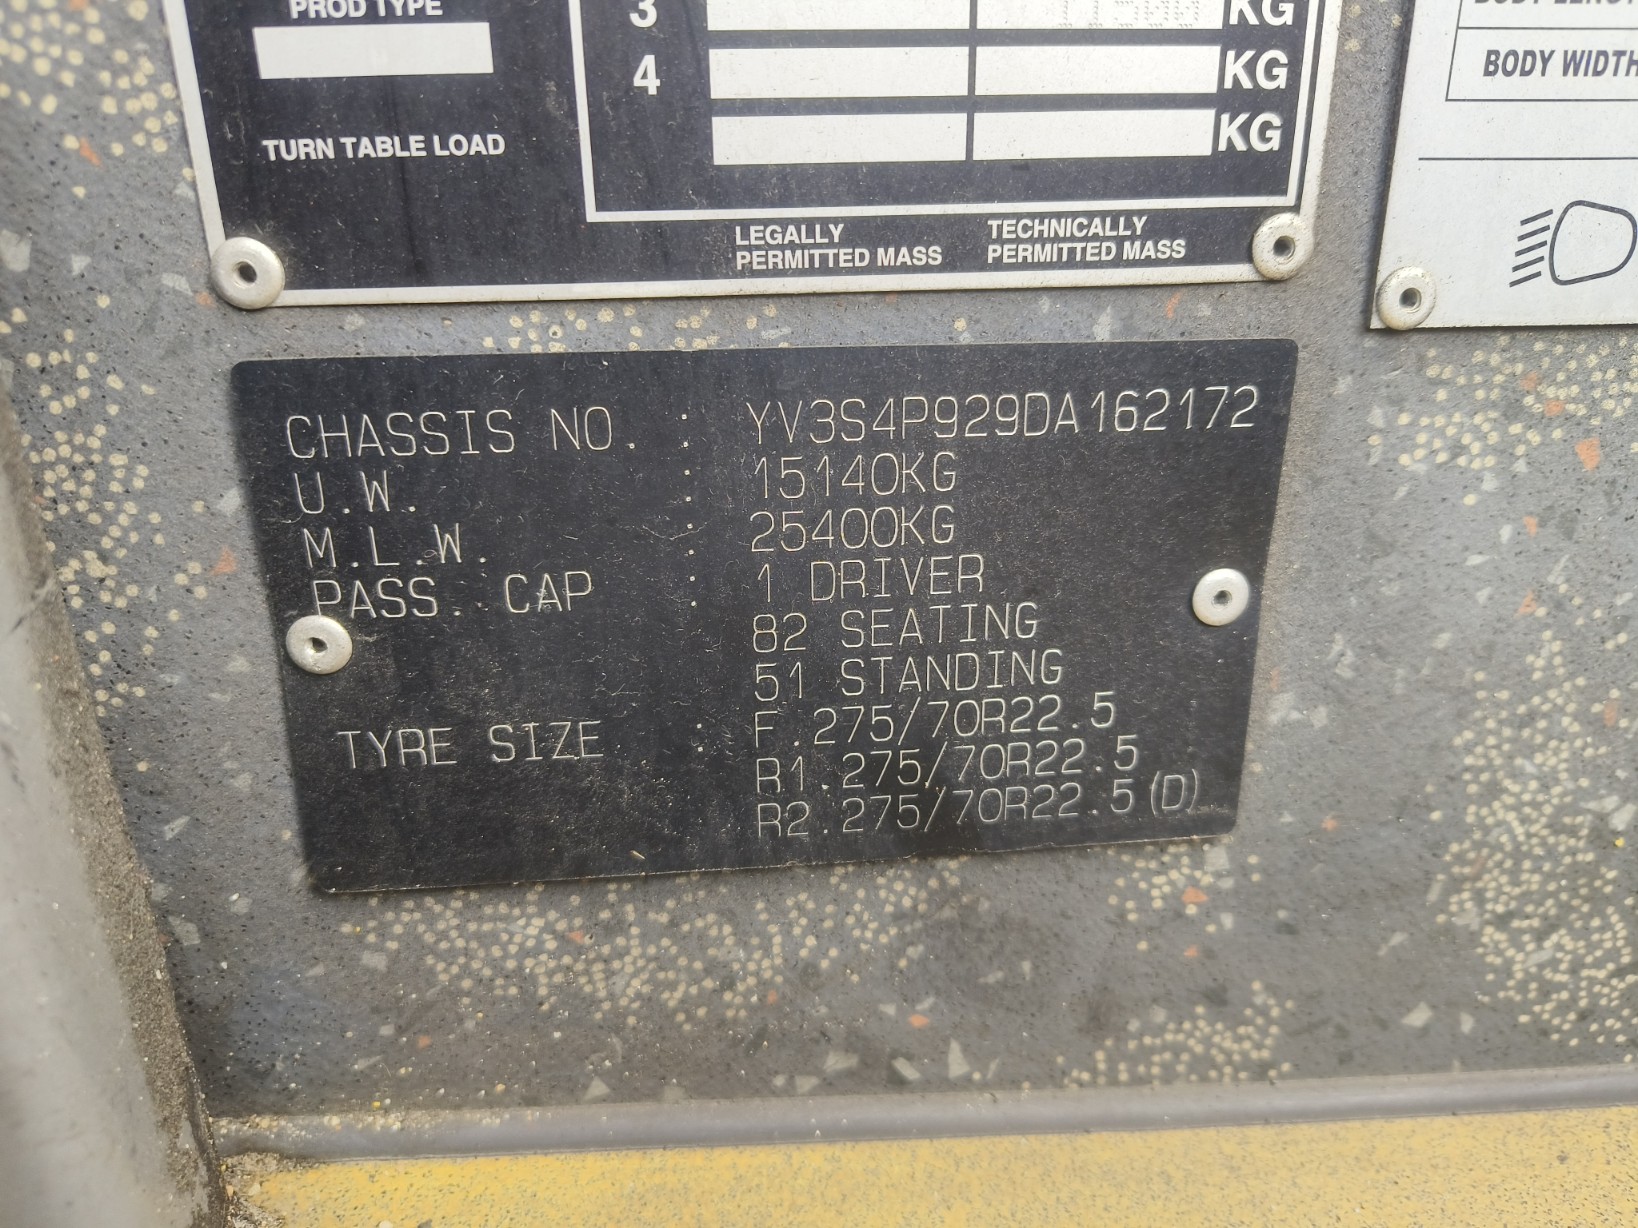 PROD TYPE
3 11500 KG
4 KG
KG
TURN TABLE LOAD
LEGALLY
PERMITTED MASS
TECHNICALLY
PERMITTED MASS
BODY WIDTH
CHASSIS NO. : YV3S4P929DA162172
U.W. : 15140KG
M.L.W. : 25400KG
PASS. CAP : 1 DRIVER
82 SEATING
51 STANDING
TYRE SIZE : F.275/70R22.5
R1.275/70R22.5
R2.275/70R22.5(D)